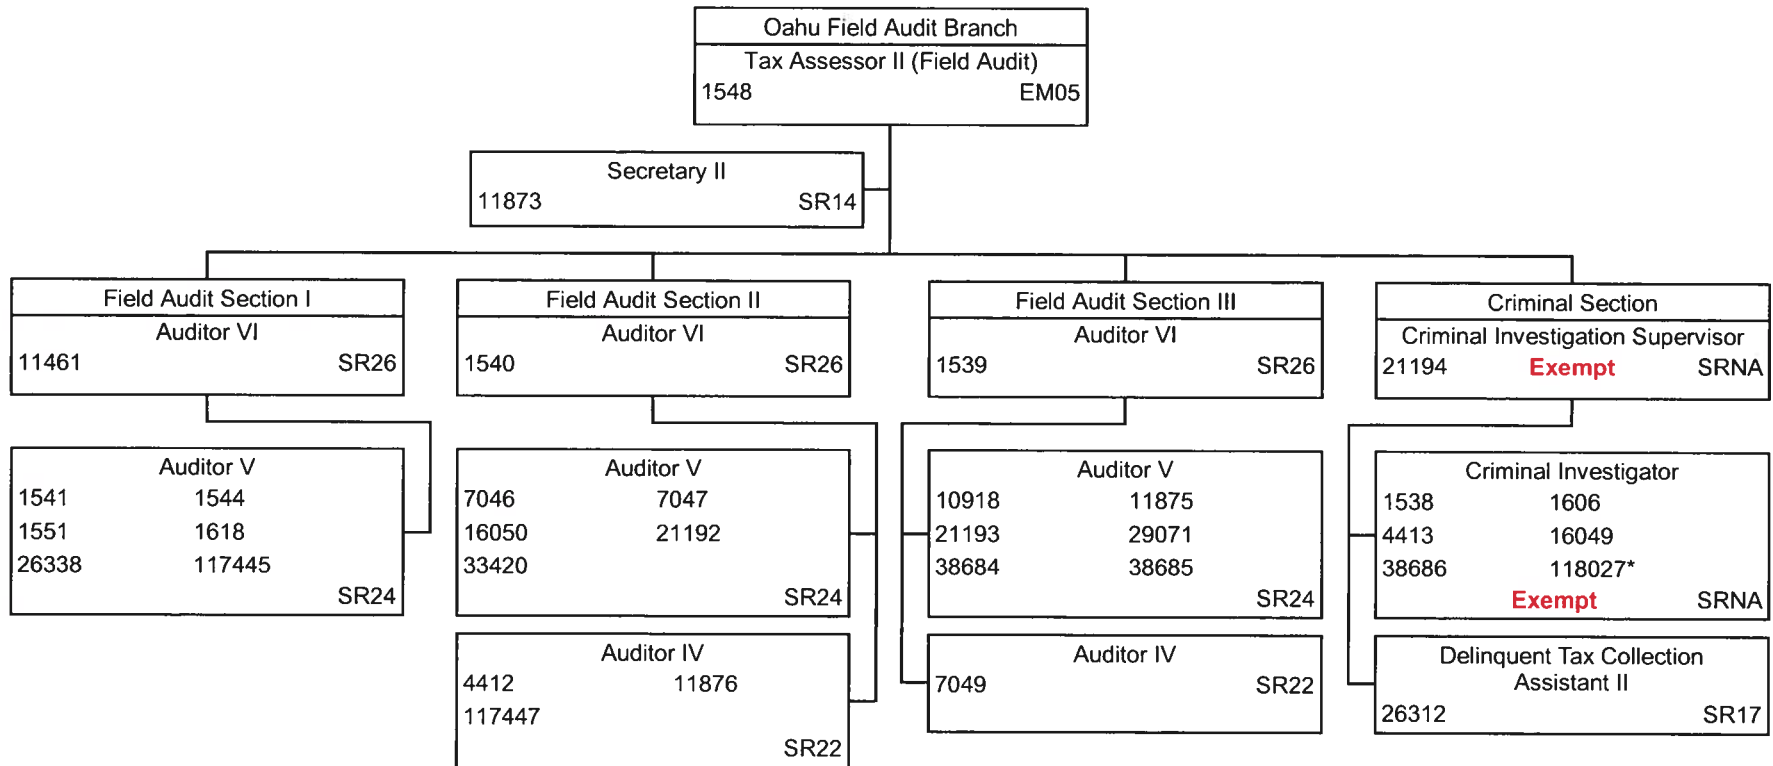 Oahu Field Audit Branch
Tax Assessor II (Field Audit)
1548 EM05
Secretary II
11873 SR14
Field Audit Section I
Auditor VI
11461 SR26
Field Audit Section II
Auditor VI
1540 SR26
Field Audit Section III
Auditor VI
1539 SR26
Criminal Section
Criminal Investigation Supervisor
21194 Exempt SRNA
Auditor V
1541 1544
1551 1618
26338 117445
SR24
Auditor V
7046 7047
16050 21192
33420
SR24
Auditor V
10918 11875
21193 29071
38684 38685
SR24
Criminal Investigator
1538 1606
4413 16049
38686 118027*
Exempt SRNA
Auditor IV
4412 11876
117447
SR22
Auditor IV
7049 SR22
Delinquent Tax Collection
Assistant II
26312 SR17